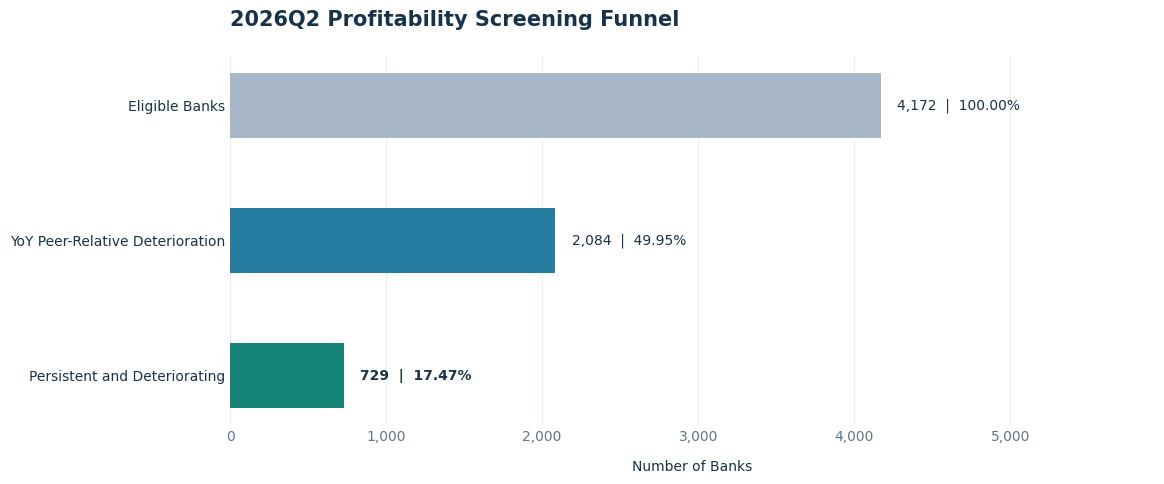 2026Q2 Profitability Screening Funnel
Eligible Banks
4,172 | 100.00%
YoY Peer-Relative Deterioration
2,084 | 49.95%
Persistent and Deteriorating
729 | 17.47%
0 1,000 2,000 3,000 4,000 5,000
Number of Banks